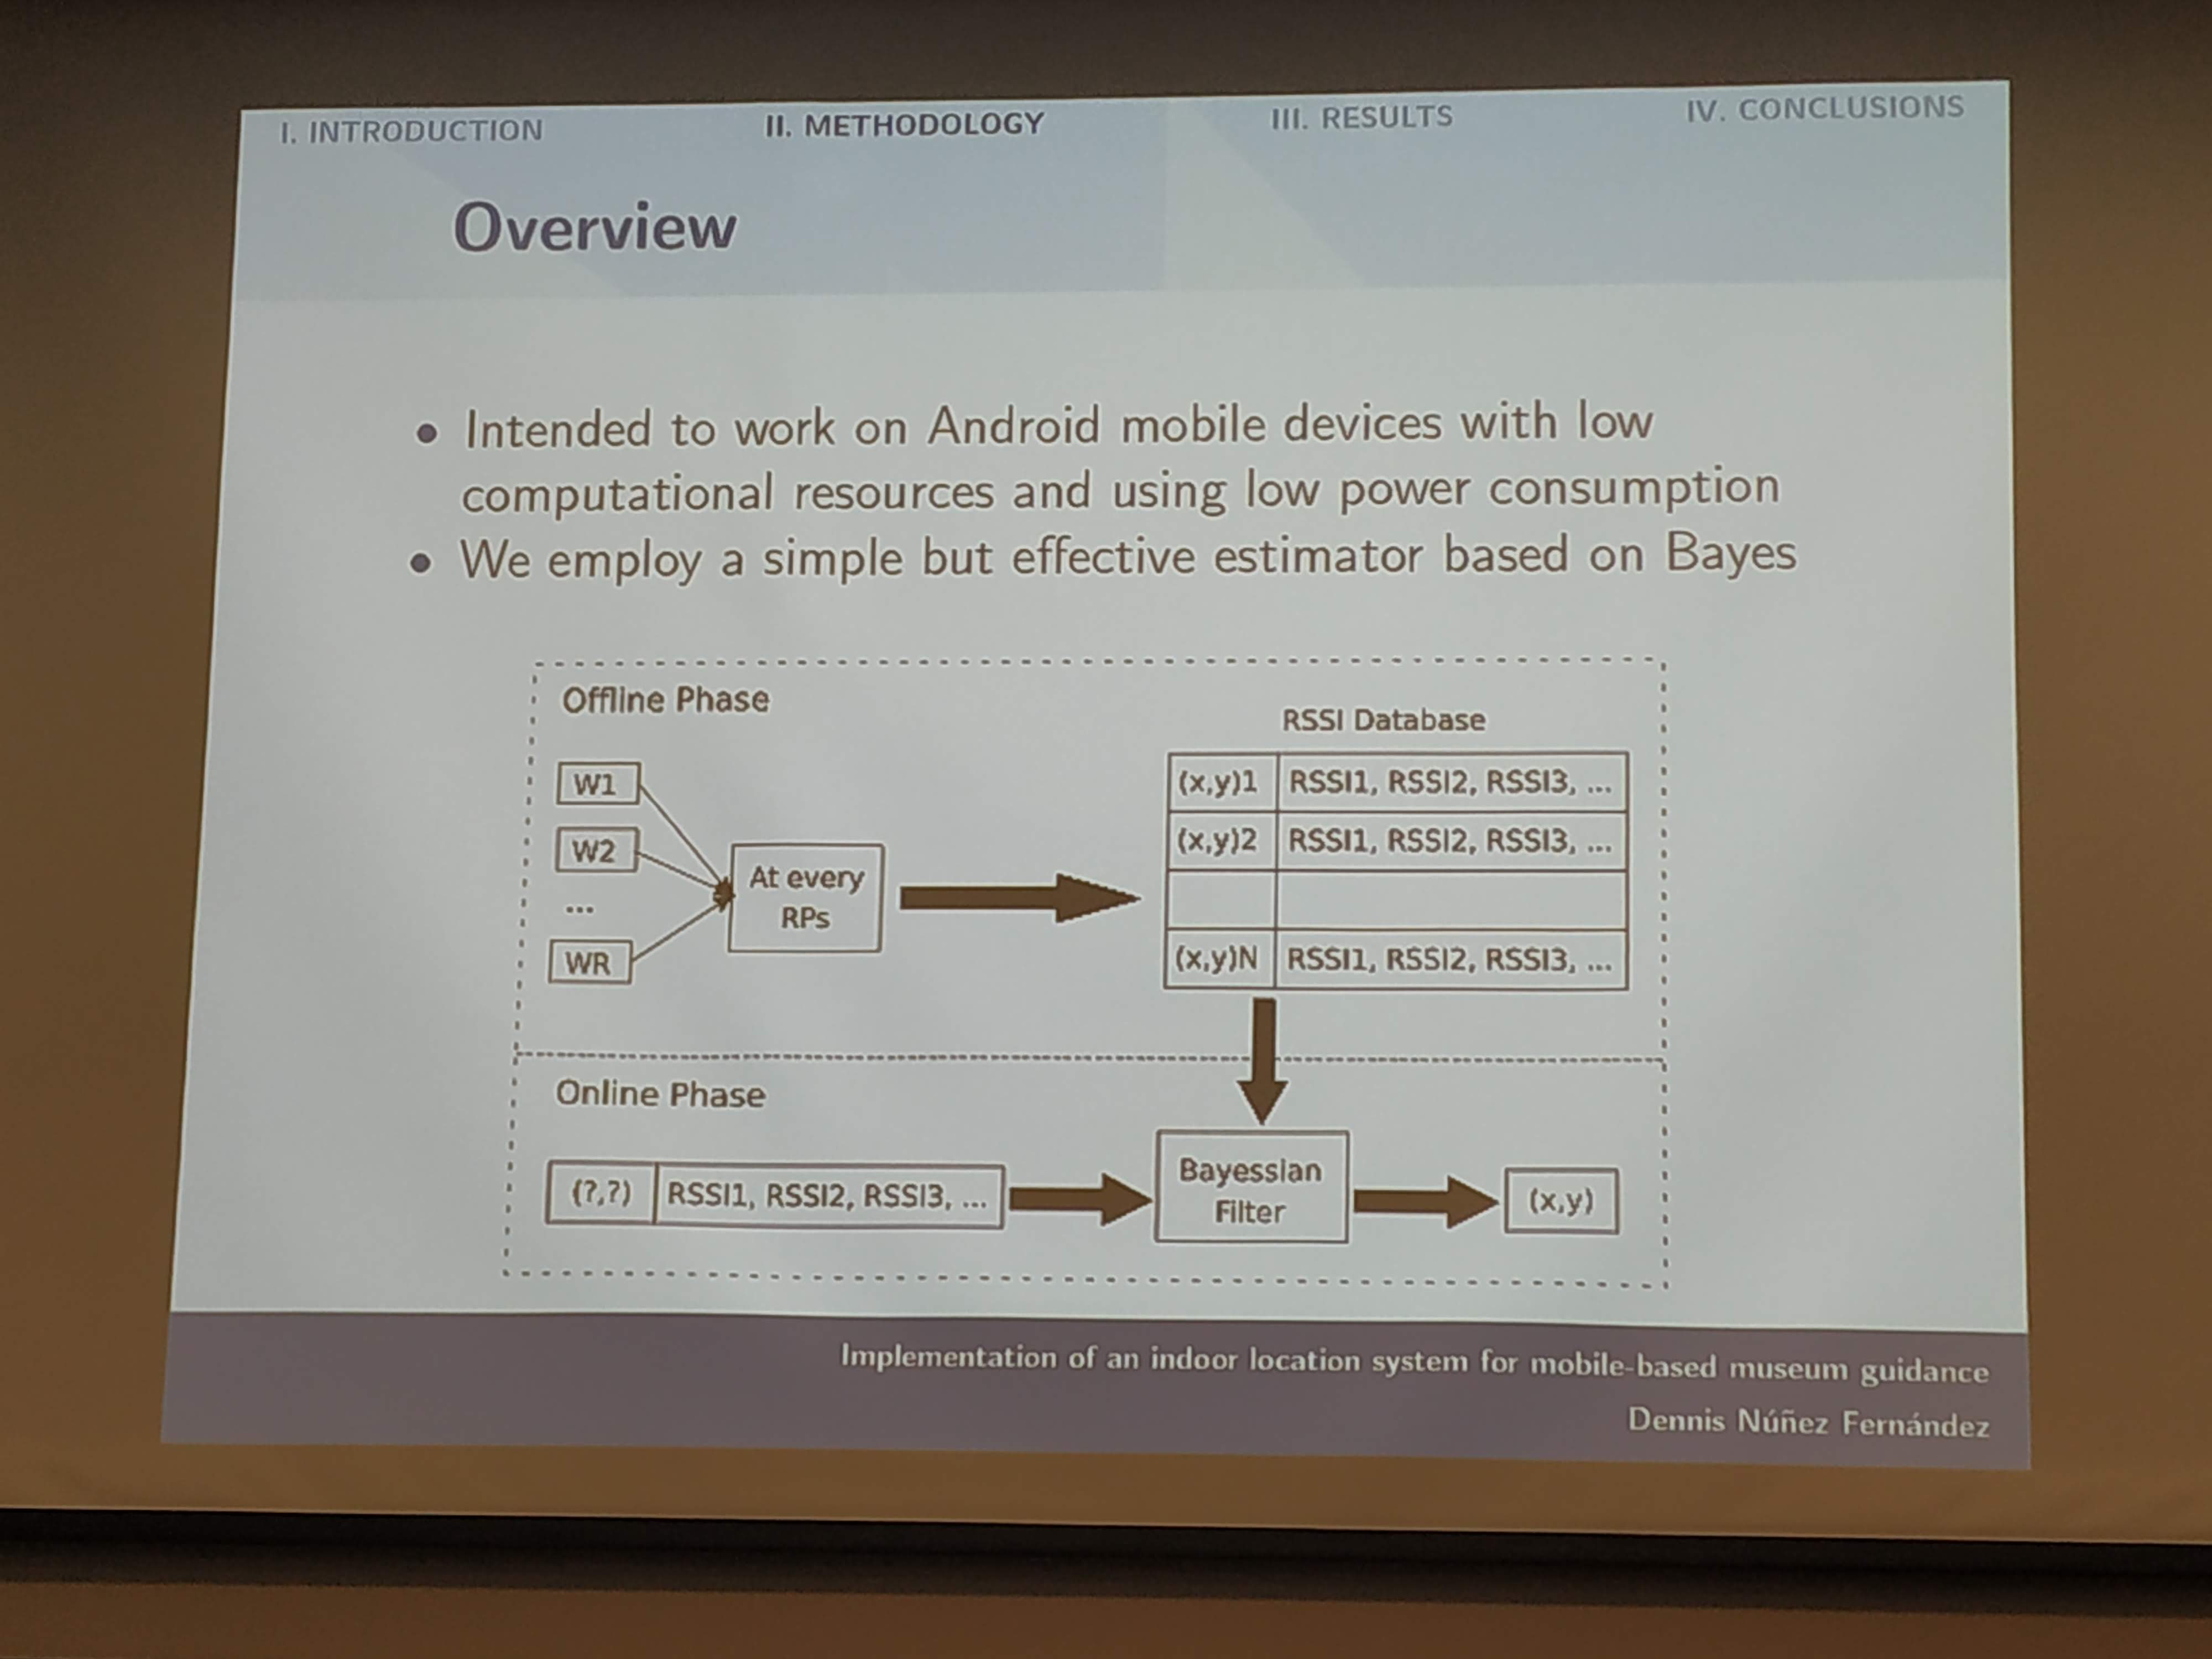 I. INTRODUCTION II. METHODOLOGY III. RESULTS IV. CONCLUSIONS
Overview
• Intended to work on Android mobile devices with low
computational resources and using low power consumption
• We employ a simple but effective estimator based on Bayes
Offline Phase
RSSI Database
W1
W2
...
WR
At every
RPs
(x,y)1 RSSI1, RSSI2, RSSI3, ...
(x,y)2 RSSI1, RSSI2, RSSI3, ...
(x,y)N RSSI1, RSSI2, RSSI3, ...
Online Phase
(?,?) RSSI1, RSSI2, RSSI3, ...
Bayessian
Filter
(x,y)
Implementation of an indoor location system for mobile-based museum guidance
Dennis Núñez Fernández